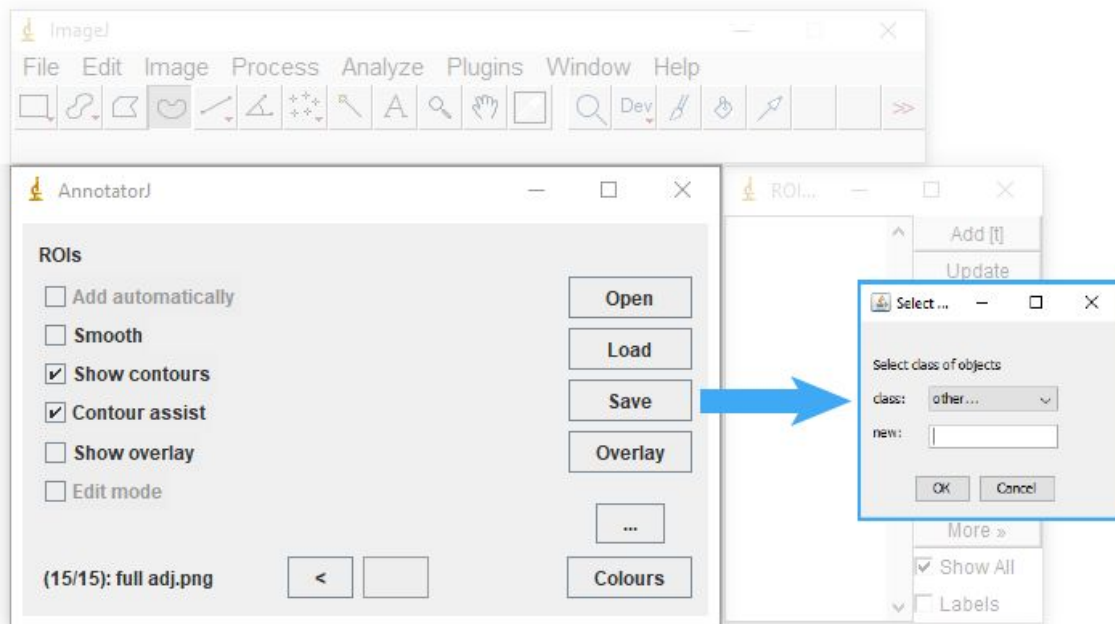 ImageJ
File Edit Image Process Analyze Plugins Window Help
A Dev >>
AnnotatorJ
ROI...
ROIs
Add [t]
Update
Add automatically
Smooth
Show contours
Contour assist
Show overlay
Edit mode
Open
Load
Save
Overlay
...
(15/15): full adj.png
<
Colours
Select ...
Select class of objects
class: other...
new:
OK Cancel
More »
Show All
Labels